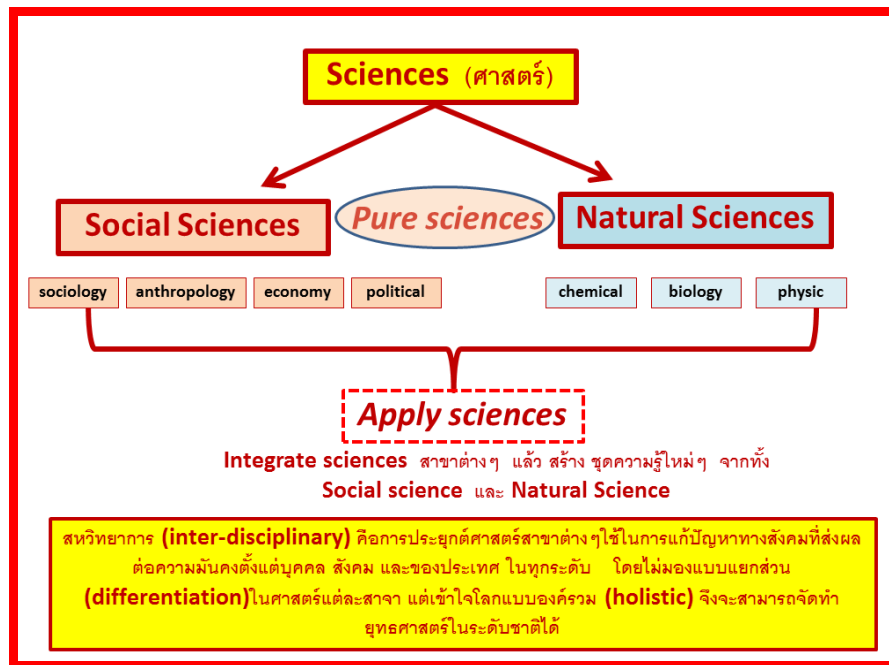 Sciences (ศาสตร์)
Social Sciences
Pure sciences
Natural Sciences
sociology
anthropology
economy
political
chemical
biology
physic
Apply sciences
Integrate sciences สาขาต่างๆ แล้ว สร้าง ชุดความรู้ใหม่ๆ จากทั้ง
Social science และ Natural Science
สหวิทยาการ (inter-disciplinary) คือการประยุกต์ศาสตร์สาขาต่างๆใช้ในการแก้ปัญหาทางสังคมที่ส่งผล
ต่อความมันคงตั้งแต่บุคคล สังคม และของประเทศ ในทุกระดับ โดยไม่มองแบบแยกส่วน
(differentiation)ในศาสตร์แต่ละสาจา แต่เข้าใจโลกแบบองค์รวม (holistic) จึงจะสามารถจัดทำ
ยุทธศาสตร์ในระดับชาติได้